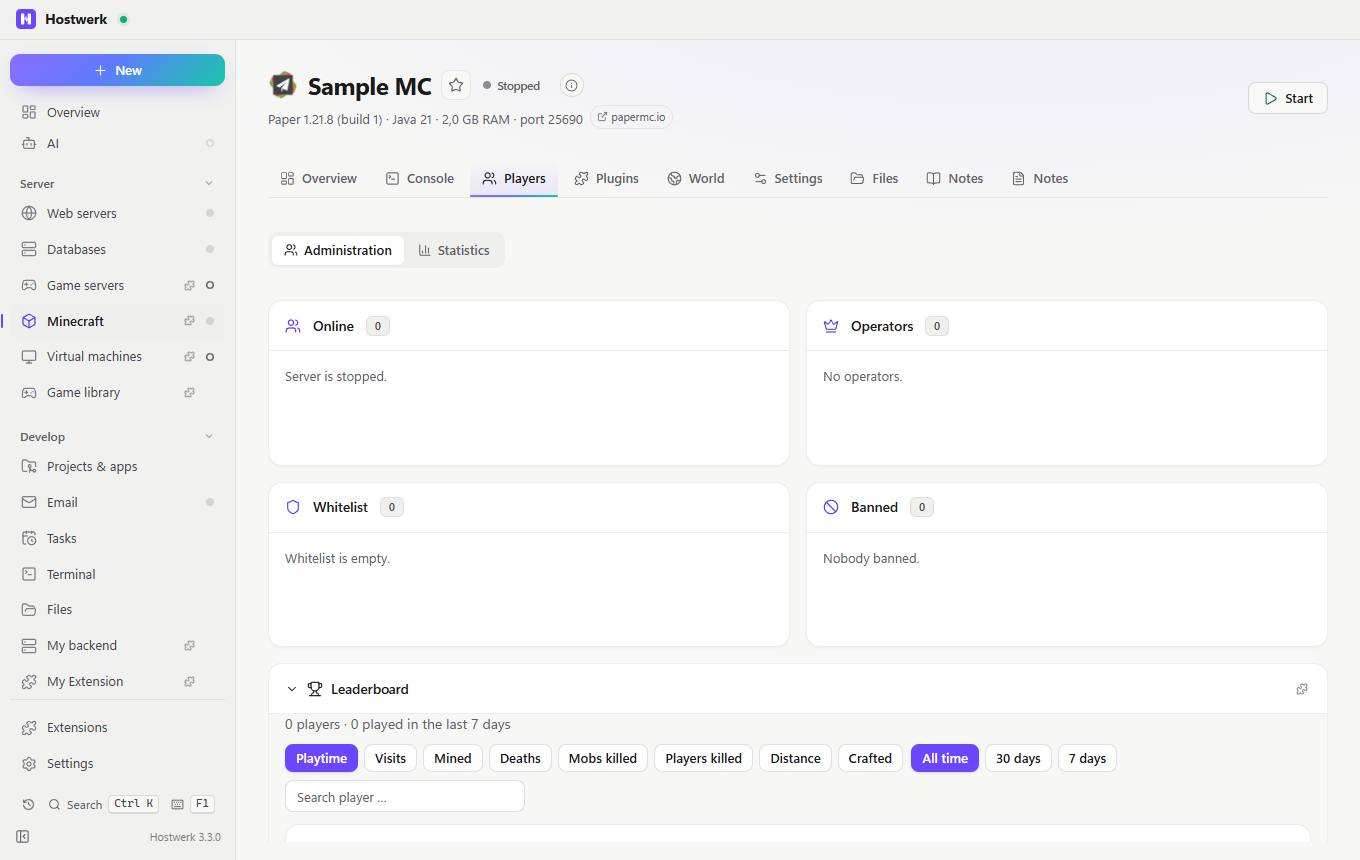 Hostwerk
New
Overview
AI
Server
Web servers
Databases
Game servers
Minecraft
Virtual machines
Game library
Develop
Projects & apps
Email
Tasks
Terminal
Files
My backend
My Extension
Extensions
Settings
Search Ctrl K F1
Hostwerk 3.3.0
Sample MC Stopped
Start
Paper 1.21.8 (build 1) · Java 21 · 2,0 GB RAM · port 25690 papermc.io
Overview Console Players Plugins World Settings Files Notes Notes
Administration Statistics
Online 0
Server is stopped.
Operators 0
No operators.
Whitelist 0
Whitelist is empty.
Banned 0
Nobody banned.
Leaderboard
0 players · 0 played in the last 7 days
Playtime Visits Mined Deaths Mobs killed Players killed Distance Crafted All time 30 days 7 days
Search player ...